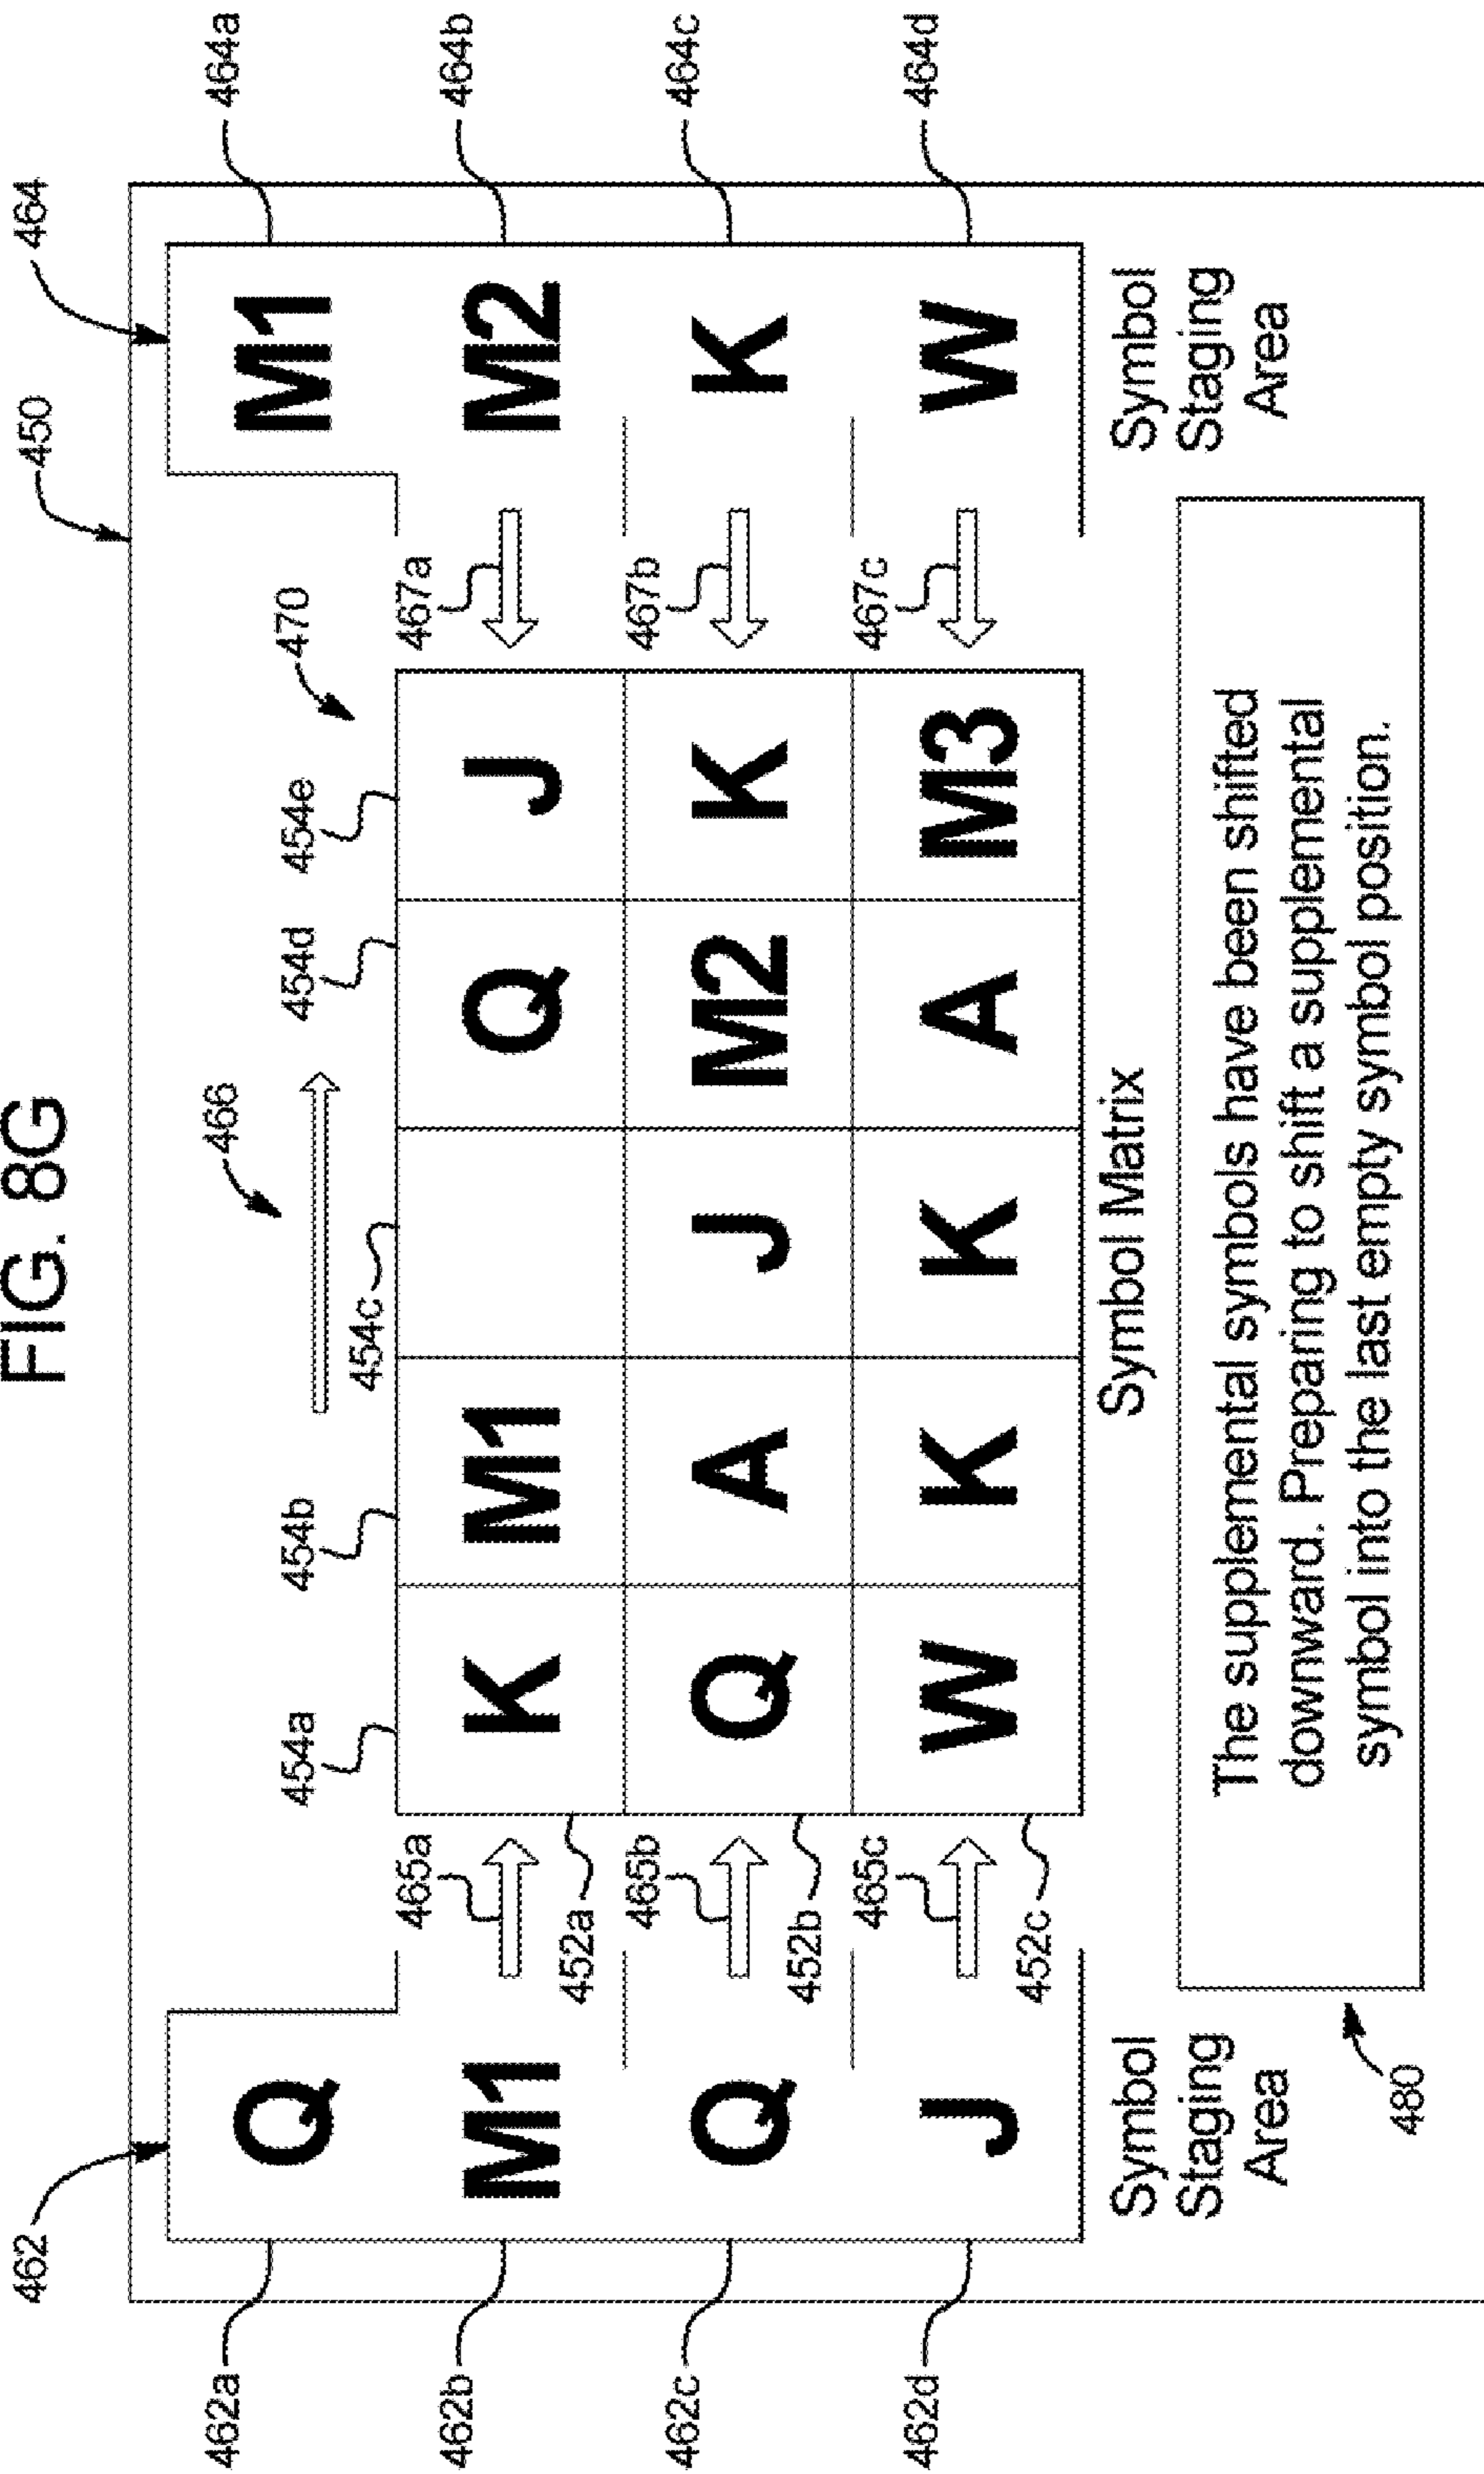 FIG. 8G
462
466
470
450
464
462a
462b
462c
462d
464a
464b
464c
464d
454a
454b
454c
454d
454e
465a
465b
465c
467a
467b
467c
452a
452b
452c
Q M1
M1 K M1 Q J M2
Q Q A J M2 K K
J W K K A M3 W
Symbol
Staging
Area
Symbol Matrix
Symbol
Staging
Area
The supplemental symbols have been shifted
downward. Preparing to shift a supplemental
symbol into the last empty symbol position.
480